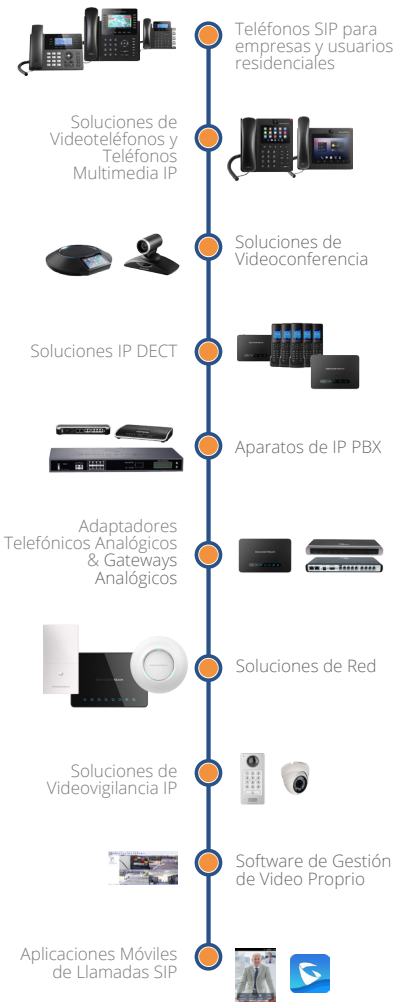 Teléfonos SIP para
empresas y usuarios
residenciales
Soluciones de
Videoteléfonos y
Teléfonos
Multimedia IP
Soluciones de
Videoconferencia
Soluciones IP DECT
Aparatos de IP PBX
Adaptadores
Telefónicos Analógicos
& Gateways
Analógicos
Soluciones de Red
Soluciones de
Videovigilancia IP
Software de Gestión
de Video Proprio
Aplicaciones Móviles
de Llamadas SIP